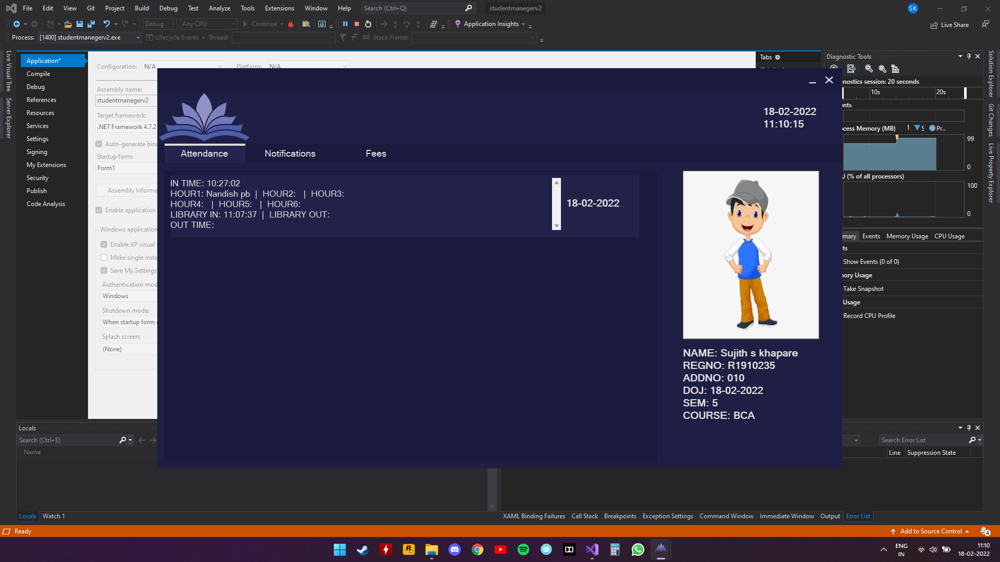 File Edit View Git Project Build Debug Test Analyze Tools Extensions Window Help Search (Ctrl+Q) studentmanegerv2 SK
Debug Any CPU Continue Application Insights Live Share
Process: [1400] studentmanegerv2.exe Lifecycle Events Thread: Stack Frame:
Live Visual Tree
Server Explorer
Application*
Compile
Debug
References
Resources
Services
Settings
Signing
My Extensions
Security
Publish
Code Analysis
Configuration: N/A Platform: N/A
Assembly name:
studentmanegerv2
Target framework:
.NET Framework 4.7.2
Auto-generate bind
Startup form:
Form1
Assembly Informa
Enable application
Windows application
Enable XP visual s
Make single insta
Save My.Settings
Authentication mod
Windows
Shutdown mode:
When startup form
Splash screen:
(None)
Tabs
18-02-2022
11:10:15
Attendance Notifications Fees
IN TIME: 10:27:02
HOUR1: Nandish pb | HOUR2: | HOUR3:
HOUR4: | HOUR5: | HOUR6:
LIBRARY IN: 11:07:37 | LIBRARY OUT:
OUT TIME:
18-02-2022
NAME: Sujith s khapare
REGNO: R1910235
ADDNO: 010
DOJ: 18-02-2022
SEM: 5
COURSE: BCA
Diagnostic Tools
nostics session: 20 seconds
10s 20s
ents
ocess Memory (MB) S Pr...
99
0
U (% of all processors)
100
0
mary Events Memory Usage CPU Usage
ts
Show Events (0 of 0)
ory Usage
Take Snapshot
Usage
Record CPU Profile
Solution Explorer
Git Changes
Live Property Explorer
Locals
Search (Ctrl+E)
Name
Locals Watch 1
Search Error List
Line Suppression State
XAML Binding Failures Call Stack Breakpoints Exception Settings Command Window Immediate Window Output Error List
Ready Add to Source Control 4
ENG
IN
11:10
18-02-2022